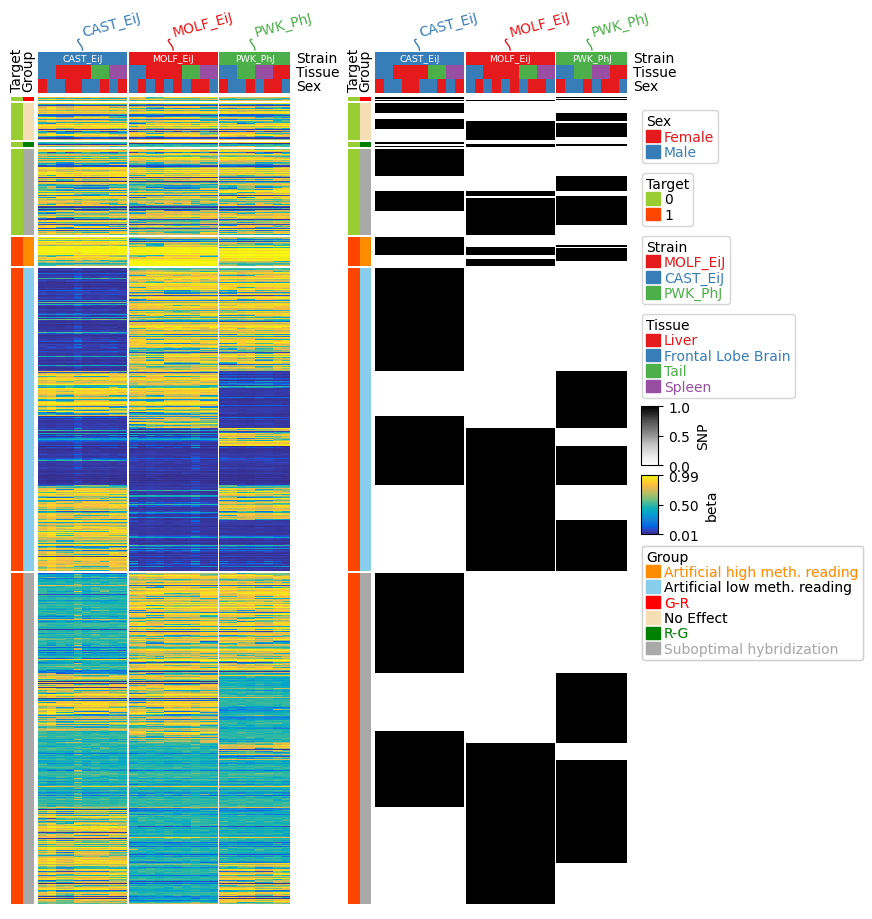 CAST_EiJ
MOLF_EiJ
PWK_PhJ
CAST_EiJ
MOLF_EiJ
PWK_PhJ
Target
Group
CAST_EiJ
MOLF_EiJ
PWK_PhJ
Strain
Tissue
Sex
Target
Group
CAST_EiJ
MOLF_EiJ
PWK_PhJ
Strain
Tissue
Sex
Sex
Female
Male
Target
0
1
Strain
MOLF_EiJ
CAST_EiJ
PWK_PhJ
Tissue
Liver
Frontal Lobe Brain
Tail
Spleen
1.0
0.5
0.0
SNP
0.99
0.50
0.01
beta
Group
Artificial high meth. reading
Artificial low meth. reading
G-R
No Effect
R-G
Suboptimal hybridization